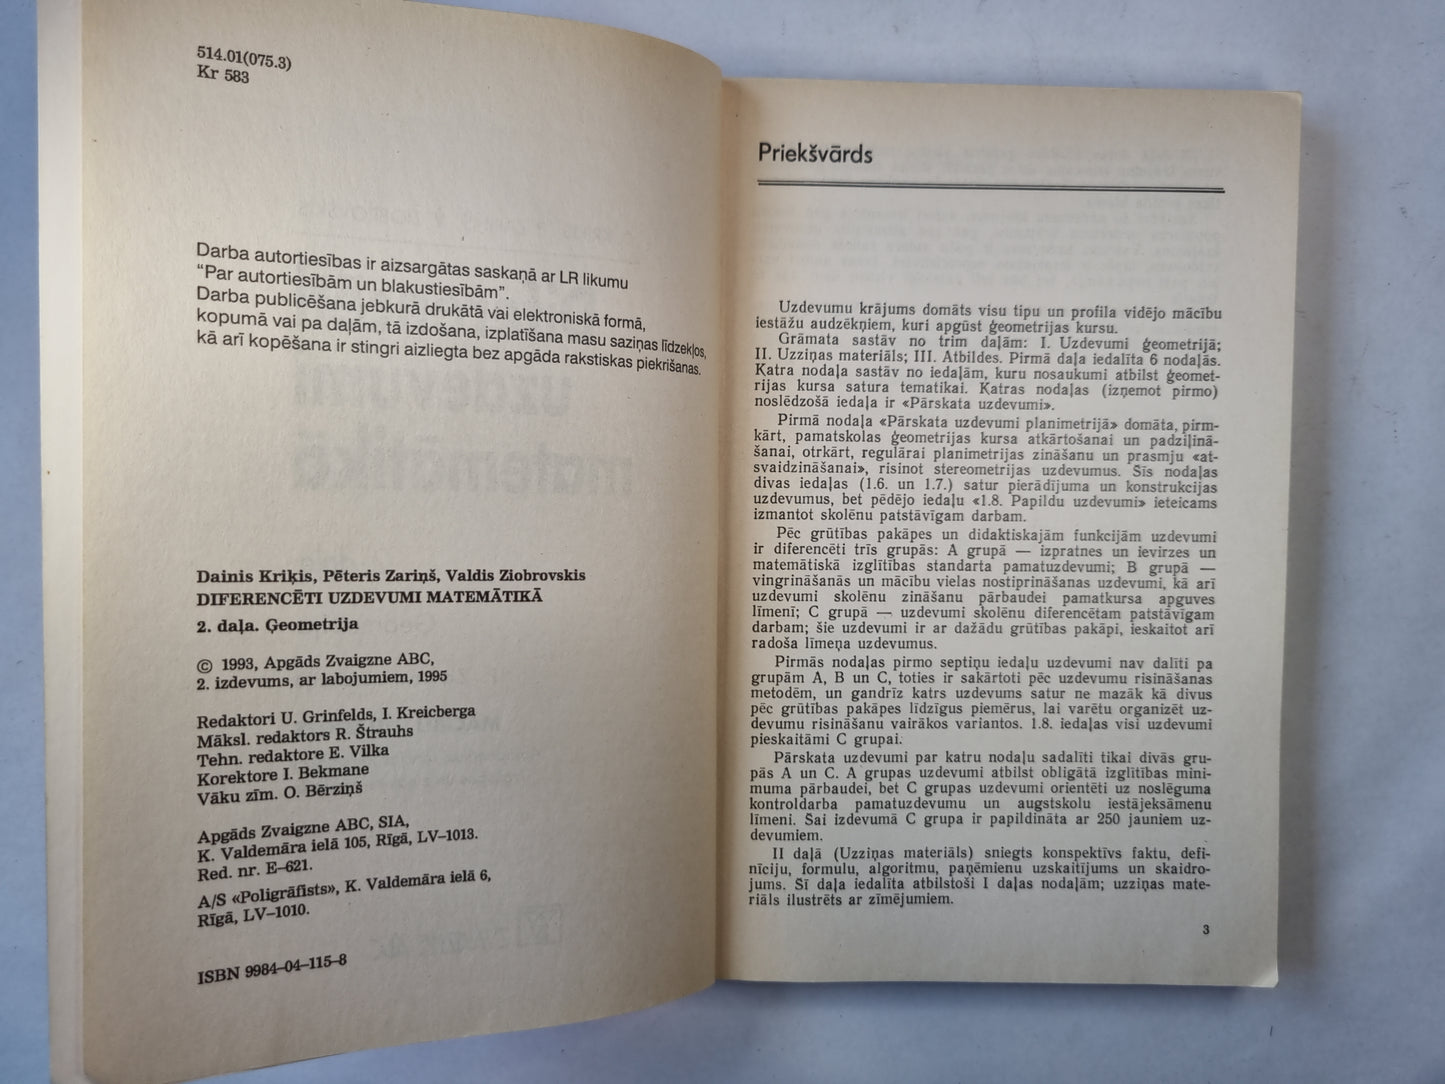 514.01(075.3)
Kr 583
Darba autortiesības ir aizsargātas saskaņā ar LR likumu
“Par autortiesībām un blakustiesībām”.
Darba publicēšana jebkurā drukātā vai elektroniskā formā,
kopumā vai pa daļām, tā izdošana, izplatīšana masu saziņas līdzekļos,
kā arī kopēšana ir stingri aizliegta bez apgāda rakstiskas piekrišanas.
Dainis Kriķis, Pēteris Zariņš, Valdis Ziobrovskis
DIFERENCĒTI UZDEVUMI MATEMĀTIKĀ
2. daļa. Ģeometrija
© 1993, Apgāds Zvaigzne ABC,
2. izdevums, ar labojumiem, 1995
Redaktori U. Grinfelds, I. Kreicberga
Māksl. redaktors R. Štrauhs
Tehn. redaktore E. Vilka
Korektore I. Bekmane
Vāku zīm. O. Bērziņš
Apgāds Zvaigzne ABC, SIA,
K. Valdemāra ielā 105, Rīgā, LV–1013.
Red. nr. E–621.
A/S «Poligrāfists», K. Valdemāra ielā 6,
Rīgā, LV–1010.
ISBN 9984–04–115–8
Priekšvārds
Uzdevumu krājums domāts visu tipu un profila vidējo mācību
iestāžu audzēkņiem, kuri apgūst ģeometrijas kursu.
Grāmata sastāv no trim daļām: I. Uzdevumi ģeometrijā;
II. Uzziņas materiāls; III. Atbildes. Pirmā daļa iedalīta 6 nodaļās.
Katra nodaļa sastāv no iedaļām, kuru nosaukumi atbilst ģeomet-
rijas kursa satura tematikai. Katras nodaļas (izņemot pirmo)
noslēdzošā iedaļa ir «Pārskata uzdevumi».
Pirmā nodaļa «Pārskata uzdevumi planimetrijā» domāta, pirm-
kārt, pamatskolas ģeometrijas kursa atkārtošanai un padziļinā-
šanai, otrkārt, regulārai planimetrijas zināšanu un prasmju «at-
svaidzināšanai», risinot stereometrijas uzdevumus. Šīs nodaļas
divas iedaļas (1.6. un 1.7.) satur pierādījuma un konstrukcijas
uzdevumus, bet pēdējo iedaļu «1.8. Papildu uzdevumi» ieteicams
izmantot skolēnu patstāvīgam darbam.
Pēc grūtības pakāpes un didaktiskajām funkcijām uzdevumi
ir diferencēti trīs grupās: A grupā — izpratnes un ievirzes un
matemātiskā izglītības standarta pamatuzdevumi; B grupā —
vingrināšanās un mācību vielas nostiprināšanas uzdevumi, kā arī
uzdevumi skolēnu zināšanu pārbaudei pamatkursa apguves
līmenī; C grupā — uzdevumi skolēnu diferencētam patstāvīgam
darbam; šie uzdevumi ir ar dažādu grūtības pakāpi, ieskaitot arī
radoša līmeņa uzdevumus.
Pirmās nodaļas pirmo septiņu iedaļu uzdevumi nav dalīti pa
grupām A, B un C, toties ir sakārtoti pēc uzdevumu risināšanas
metodēm, un gandrīz katrs uzdevums satur ne mazāk kā divus
pēc grūtības pakāpes līdzīgus piemērus, lai varētu organizēt uz-
devumu risināšanu vairākos variantos. 1.8. iedaļas visi uzdevumi
pieskaitāmi C grupai.
Pārskata uzdevumi par katru nodaļu sadalīti tikai divās gru-
pās A un C. A grupas uzdevumi atbilst obligātā izglītības mini-
muma pārbaudei, bet C grupas uzdevumi orientēti uz noslēguma
kontroldarba pamatuzdevumu un augstskolu iestājeksāmenu
līmeni. Šai izdevumā C grupa ir papildināta ar 250 jauniem uz-
devumiem.
II daļā (Uzziņas materiāls) sniegts konspektīvs faktu, defi-
nīciju, formulu, algoritmu, paņēmienu uzskaitījums un skaidro-
jums. Šī daļa iedalīta atbilstoši I daļas nodaļām; uzziņas mate-
riāls ilustrēts ar zīmējumiem.
3